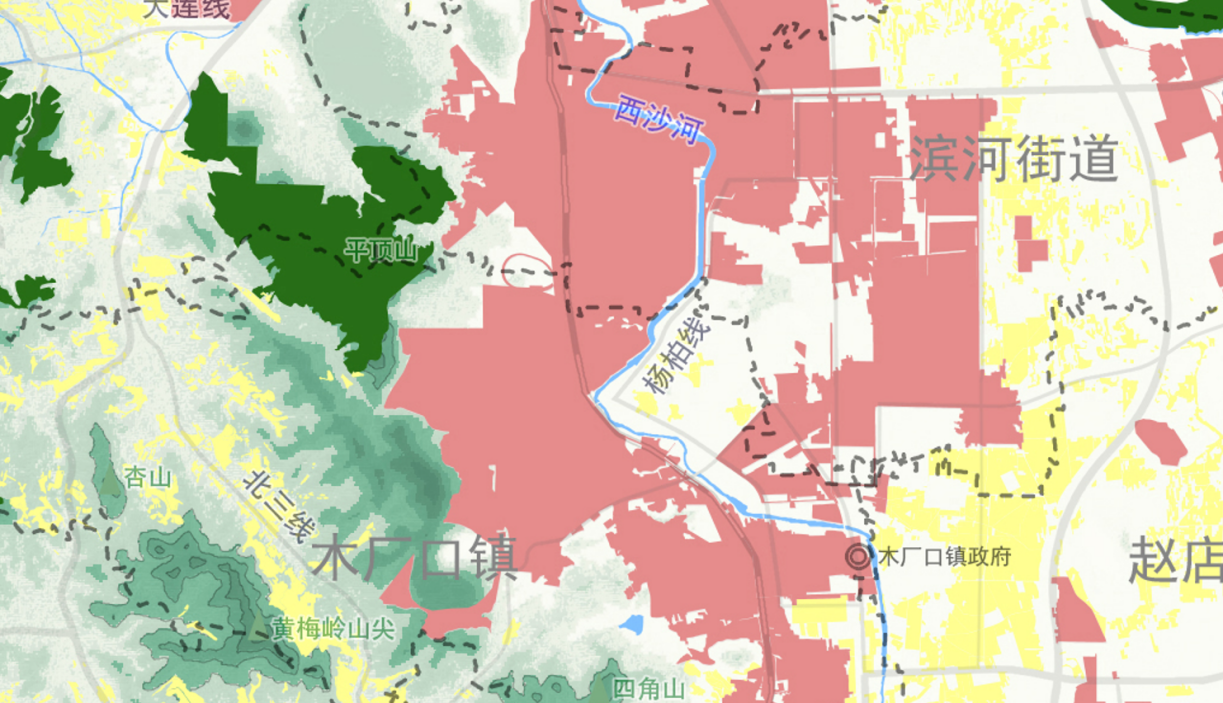 大莲线
西沙河
滨河街道
平顶山
杨柏线
杏山
北三线
木厂口镇
木厂口镇政府
赵店
黄梅岭山尖
四角山